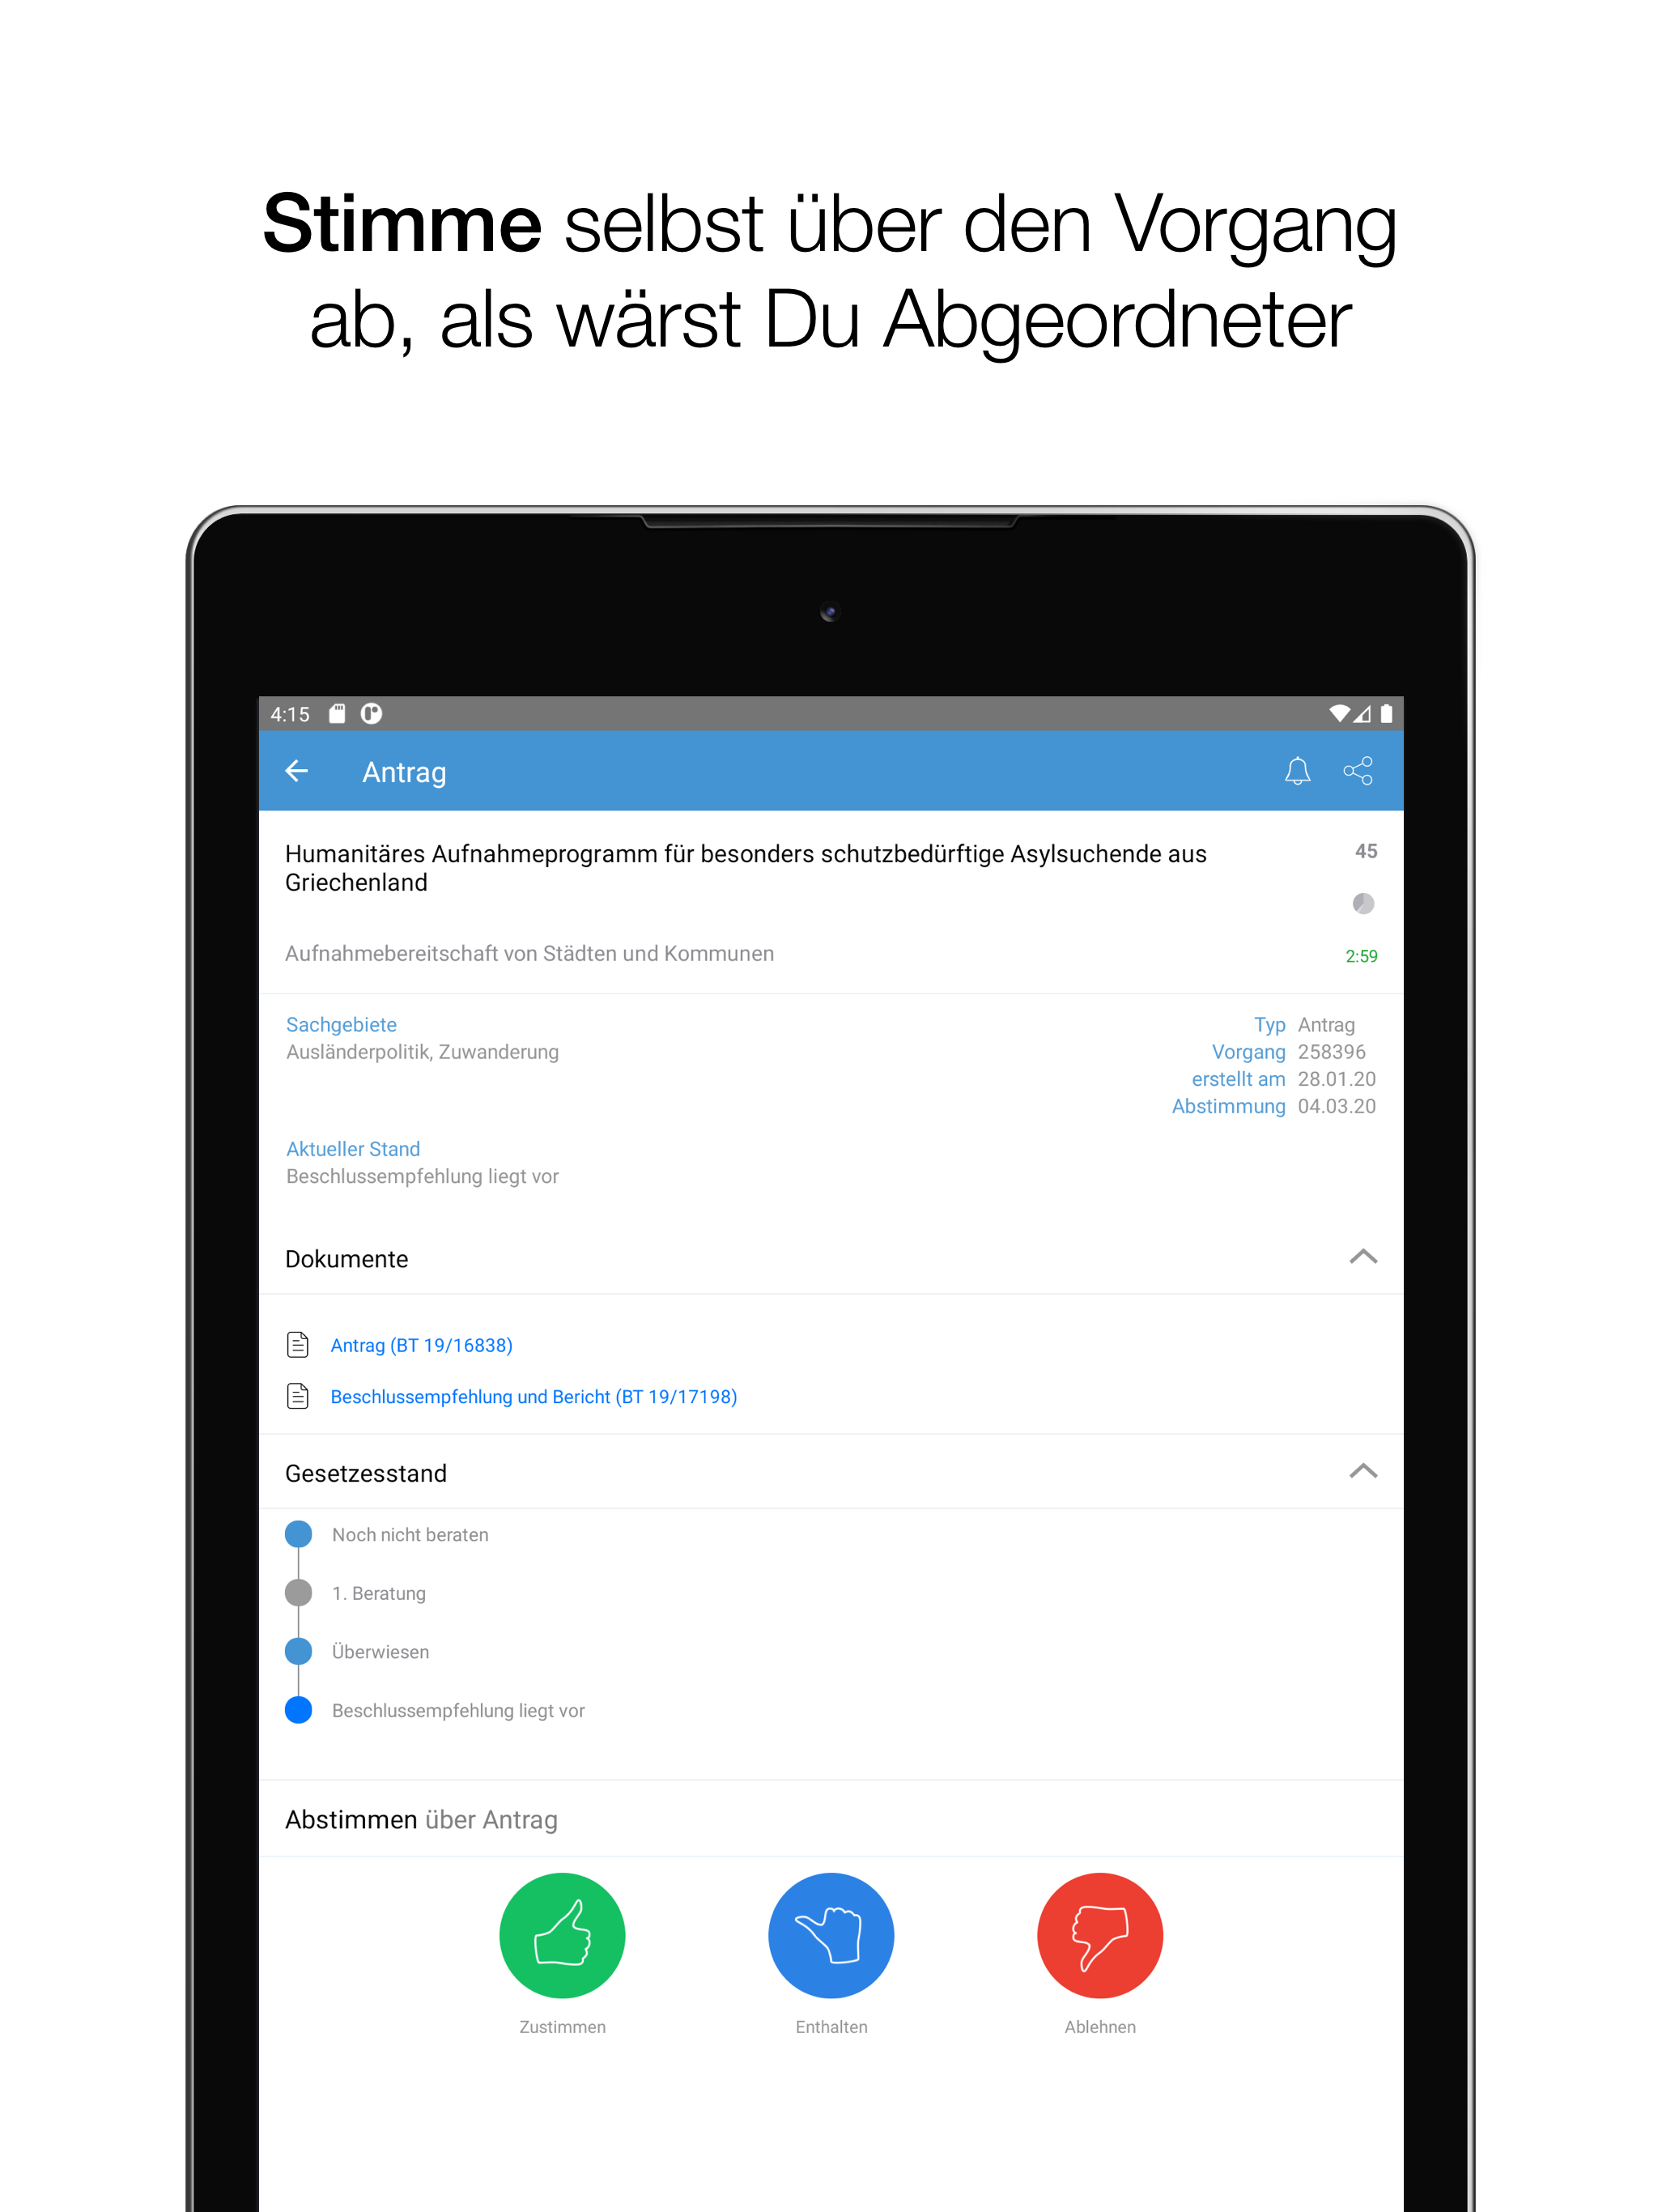 Stimme selbst über den Vorgang
ab, als wärst Du Abgeordneter
4:15
Antrag
Humanitäres Aufnahmeprogramm für besonders schutzbedürftige Asylsuchende aus
Griechenland
45
Aufnahmebereitschaft von Städten und Kommunen
2:59
Sachgebiete
Ausländerpolitik, Zuwanderung
Typ Antrag
Vorgang 258396
erstellt am 28.01.20
Abstimmung 04.03.20
Aktueller Stand
Beschlussempfehlung liegt vor
Dokumente
Antrag (BT 19/16838)
Beschlussempfehlung und Bericht (BT 19/17198)
Gesetzesstand
Noch nicht beraten
1. Beratung
Überwiesen
Beschlussempfehlung liegt vor
Abstimmen über Antrag
Zustimmen
Enthalten
Ablehnen